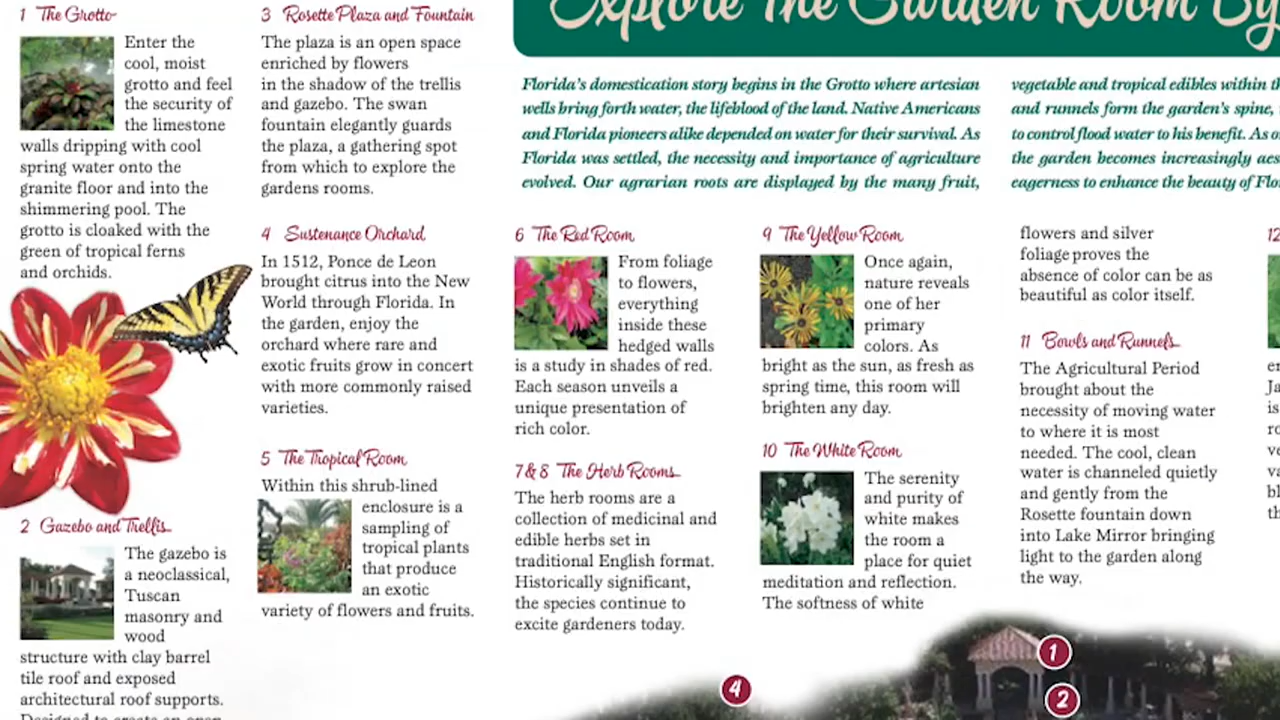 1 The Grotto
Enter the
cool, moist
grotto and feel
the security of
the limestone
walls dripping with cool
spring water onto the
granite floor and into the
shimmering pool. The
grotto is cloaked with the
green of tropical ferns
and orchids.
2 Gazebo and Trellis
The gazebo is
a neoclassical,
Tuscan
masonry and
wood
structure with clay barrel
tile roof and exposed
architectural roof supports.
Designed to create an open
3 Rosette Plaza and Fountain
The plaza is an open space
enriched by flowers
in the shadow of the trellis
and gazebo. The swan
fountain elegantly guards
the plaza, a gathering spot
from which to explore the
gardens rooms.
4 Sustenance Orchard
In 1512, Ponce de Leon
brought citrus into the New
World through Florida. In
the garden, enjoy the
orchard where rare and
exotic fruits grow in concert
with more commonly raised
varieties.
5 The Tropical Room
Within this shrub-lined
enclosure is a
sampling of
tropical plants
that produce
an exotic
variety of flowers and fruits.
Explore The Garden Room By
Florida's domestication story begins in the Grotto where artesian
wells bring forth water, the lifeblood of the land. Native Americans
and Florida pioneers alike depended on water for their survival. As
Florida was settled, the necessity and importance of agriculture
evolved. Our agrarian roots are displayed by the many fruit,
vegetable and tropical edibles within
and runnels form the garden's spine,
to control flood water to his benefit. As
the garden becomes increasingly
eagerness to enhance the beauty of
6 The Red Room
From foliage
to flowers,
everything
inside these
hedged walls
is a study in shades of red.
Each season unveils a
unique presentation of
rich color.
7 & 8 The Herb Rooms
The herb rooms are a
collection of medicinal and
edible herbs set in
traditional English format.
Historically significant,
the species continue to
excite gardeners today.
9 The Yellow Room
Once again,
nature reveals
one of her
primary
colors. As
bright as the sun, as fresh as
spring time, this room will
brighten any day.
10 The White Room
The serenity
and purity of
white makes
the room a
place for quiet
meditation and reflection.
The softness of white
flowers and silver
foliage proves the
absence of color can be as
beautiful as color itself.
11 Bowls and Runnels
The Agricultural Period
brought about the
necessity of moving water
to where it is most
needed. The cool, clean
water is channeled quietly
and gently from the
Rosette fountain down
into Lake Mirror bringing
light to the garden along
the way.
12
4
1
2